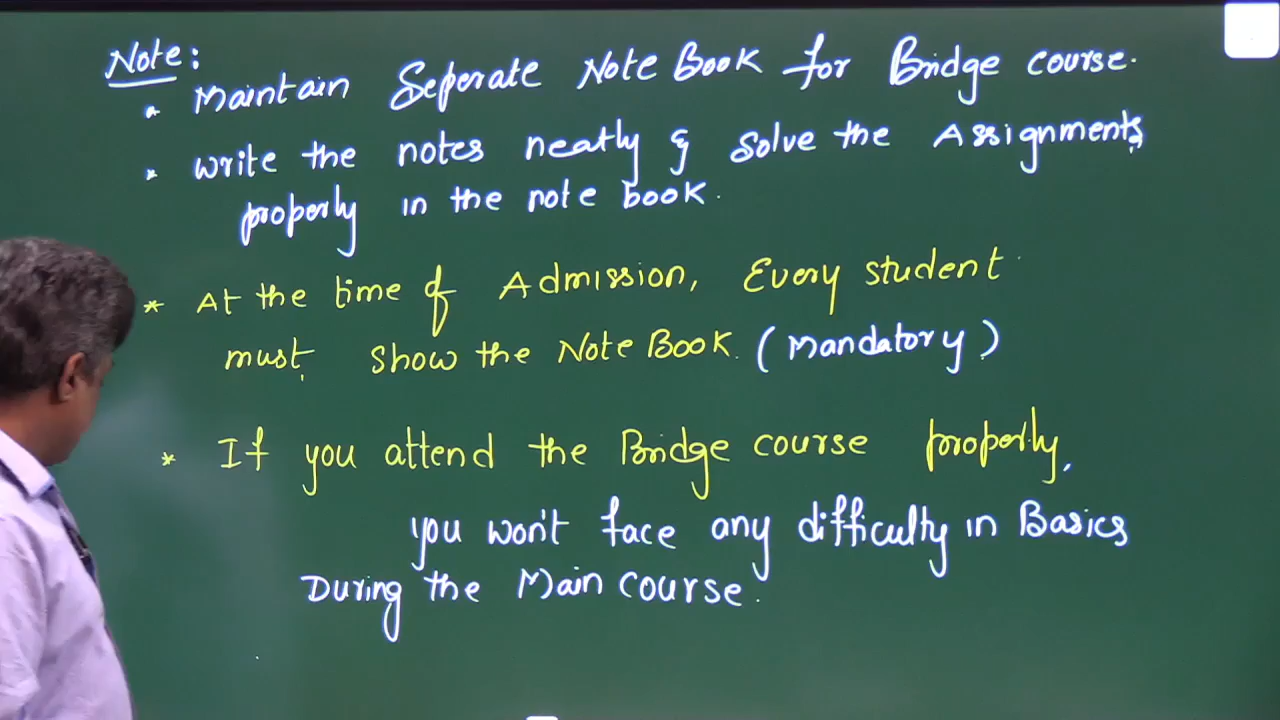 Note:
* Maintain Seperate Note Book for Bridge course.
* write the notes neatly & solve the Assignments
properly in the note book.
* At the time of Admission, Every student
must show the Note Book. (Mandatory)
* If you attend the Bridge course properly,
you won't face any difficulty in Basics
During the Main course.